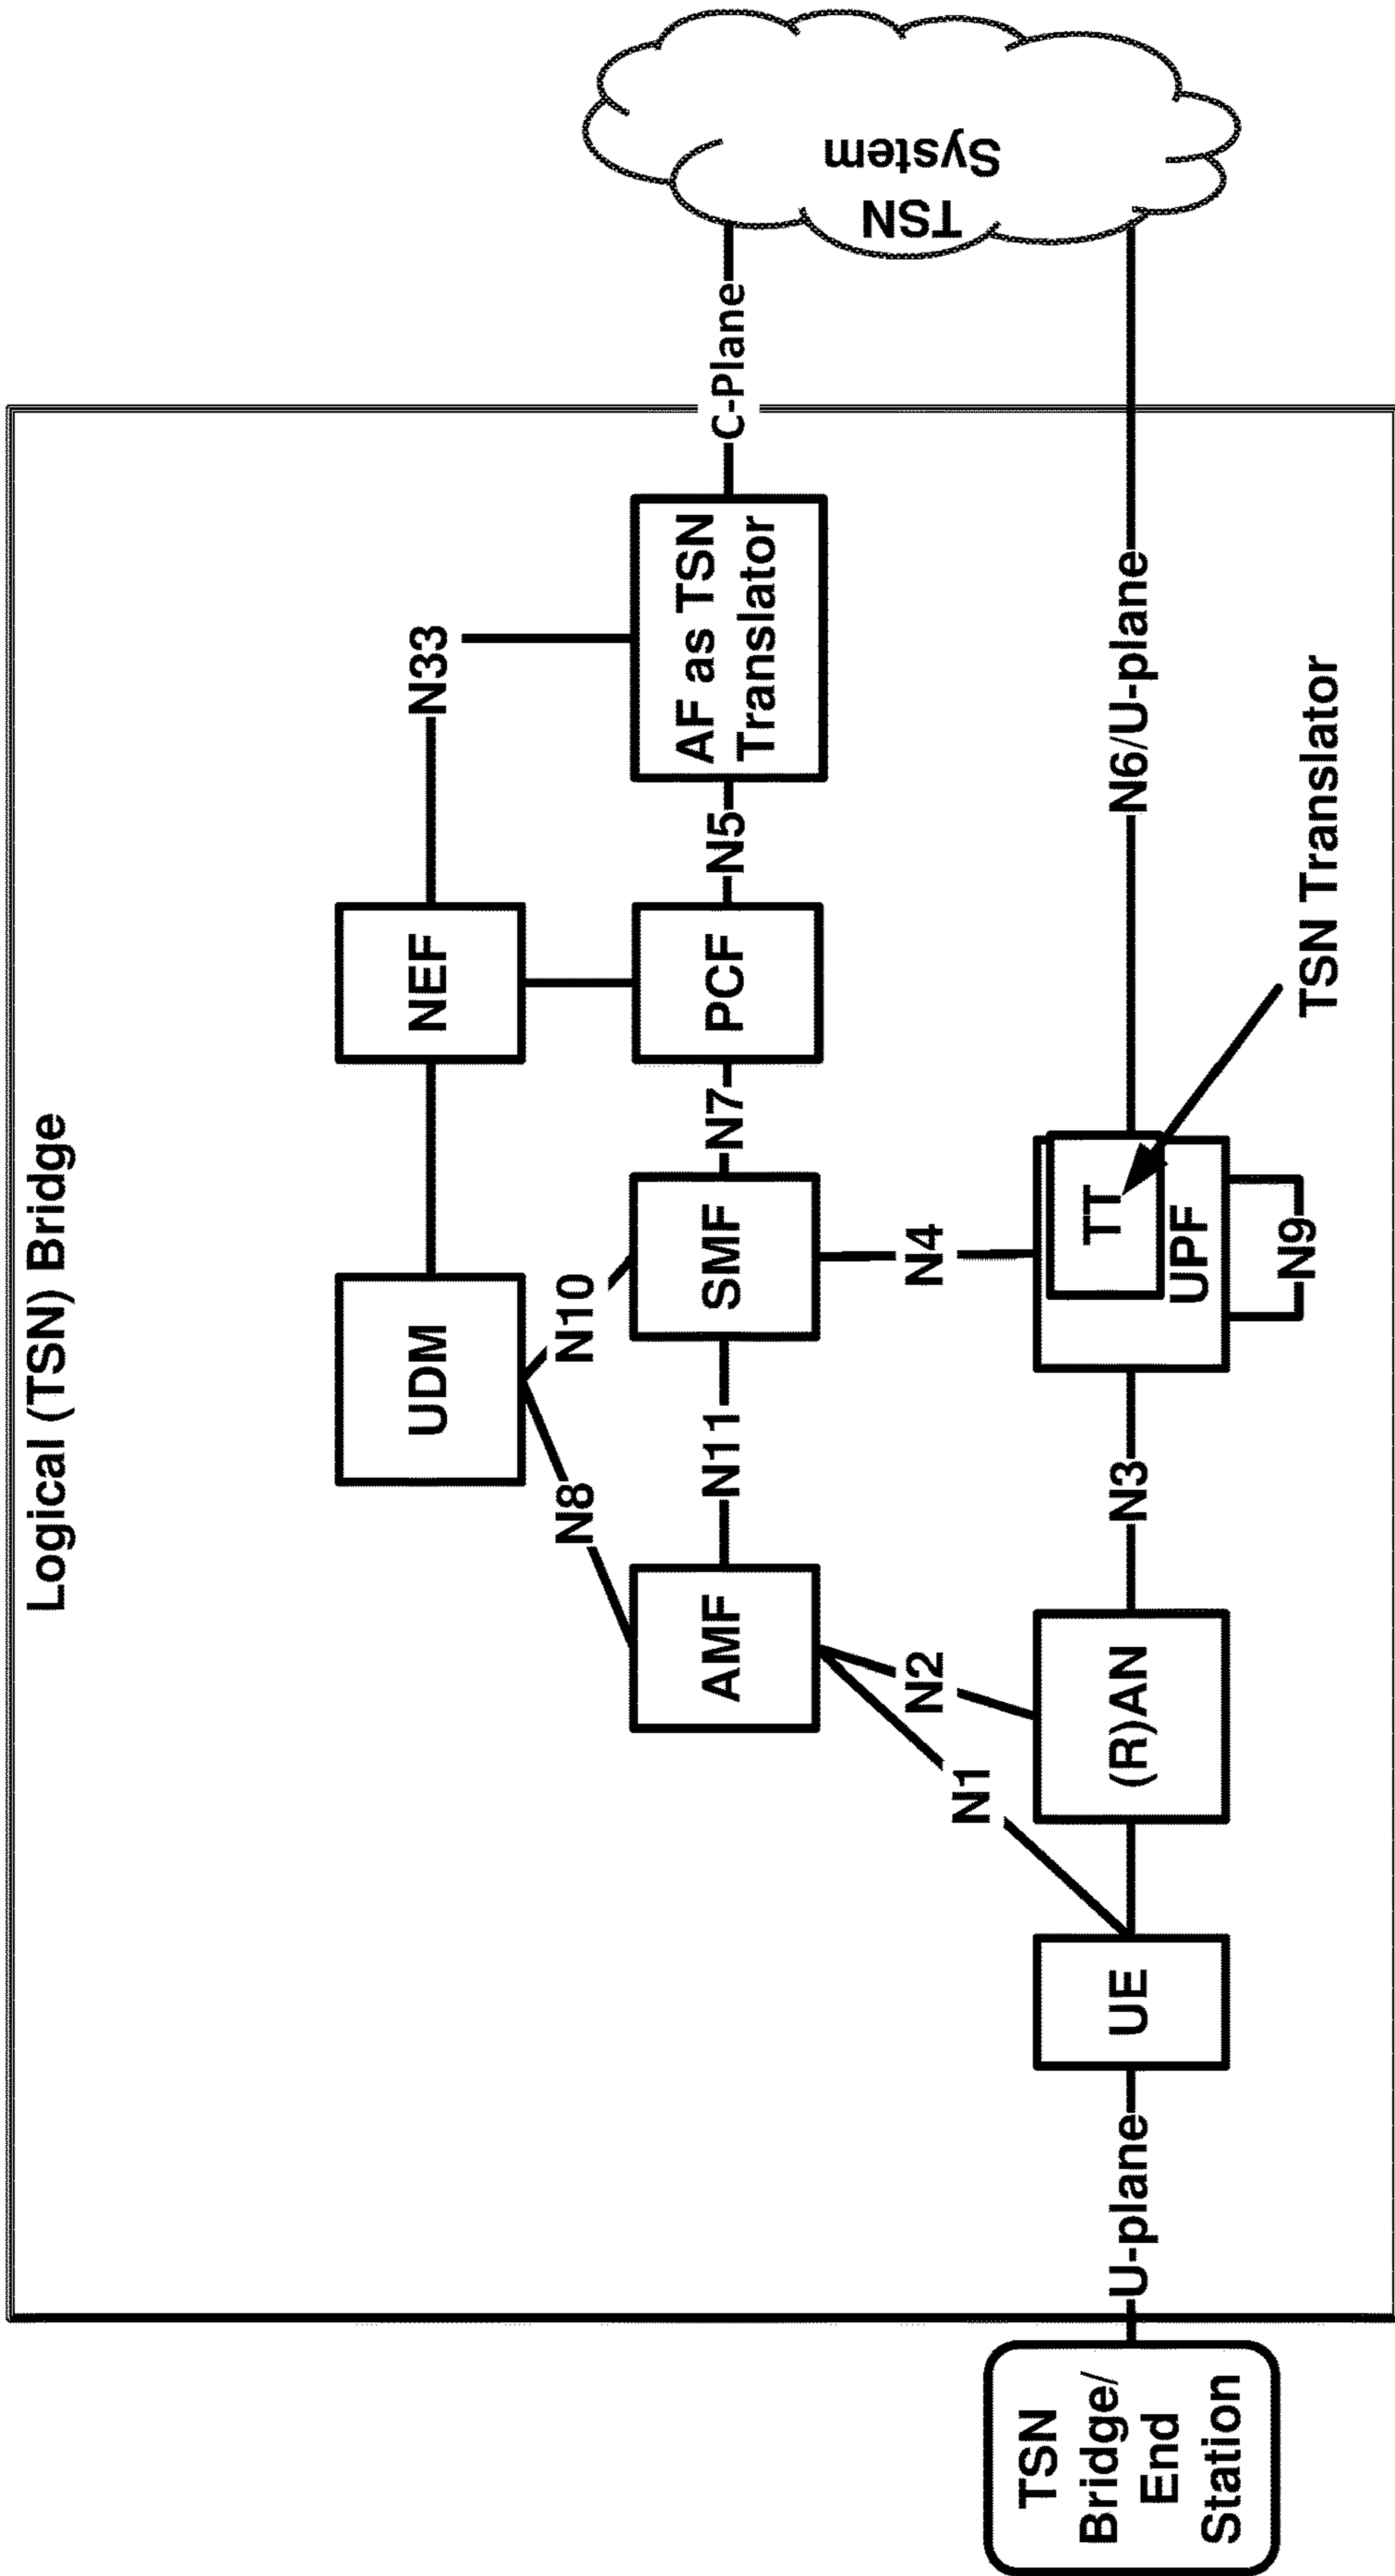 Logical (TSN) Bridge
UDM
NEF
N33
N8
N10
AMF
N11
SMF
N7
PCF
N5
AF as TSN
Translator
C-Plane
TSN
System
N1
N2
N4
TSN
Bridge/
End
Station
U-plane
UE
(R)AN
N3
TT
UPF
N6/U-plane
N9
TSN Translator